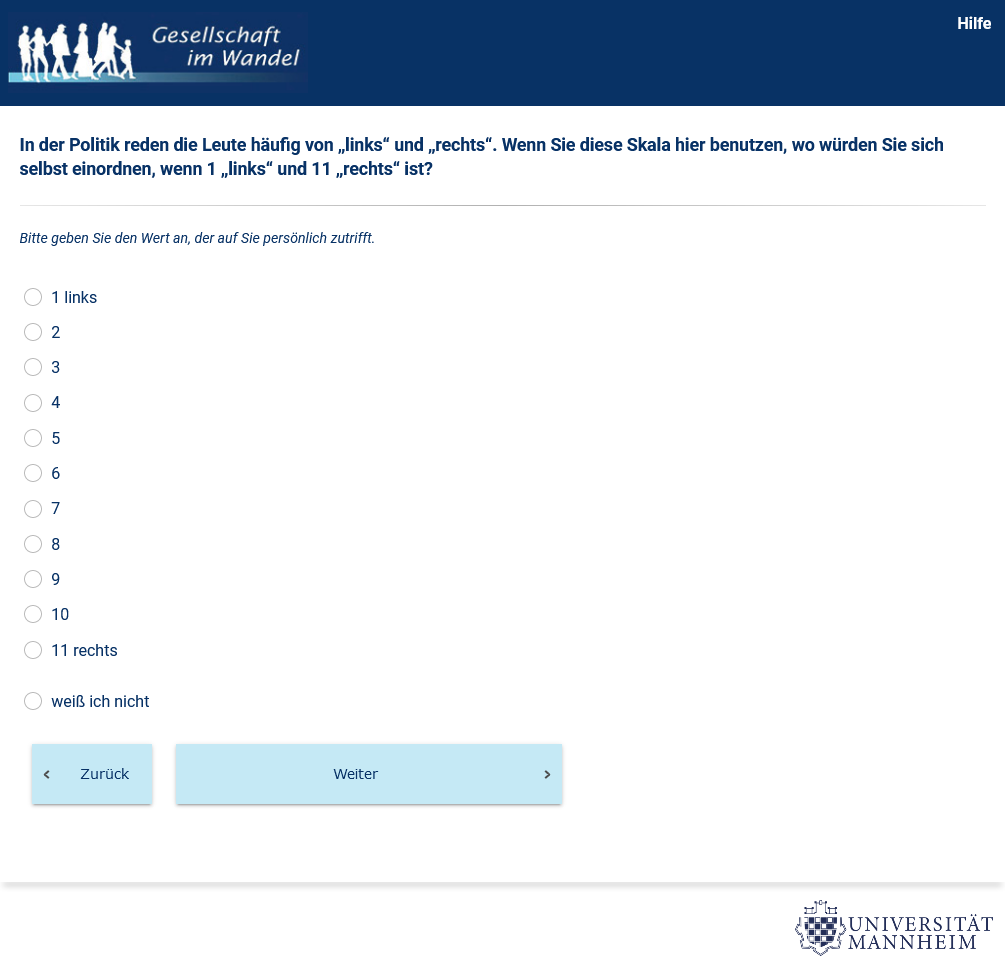 Gesellschaft
im Wandel
Hilfe
In der Politik reden die Leute häufig von „links“ und „rechts“. Wenn Sie diese Skala hier benutzen, wo würden Sie sich
selbst einordnen, wenn 1 „links“ und 11 „rechts“ ist?
Bitte geben Sie den Wert an, der auf Sie persönlich zutrifft.
1 links
2
3
4
5
6
7
8
9
10
11 rechts
weiß ich nicht
‹ Zurück
Weiter ›
UNIVERSITÄT
MANNHEIM